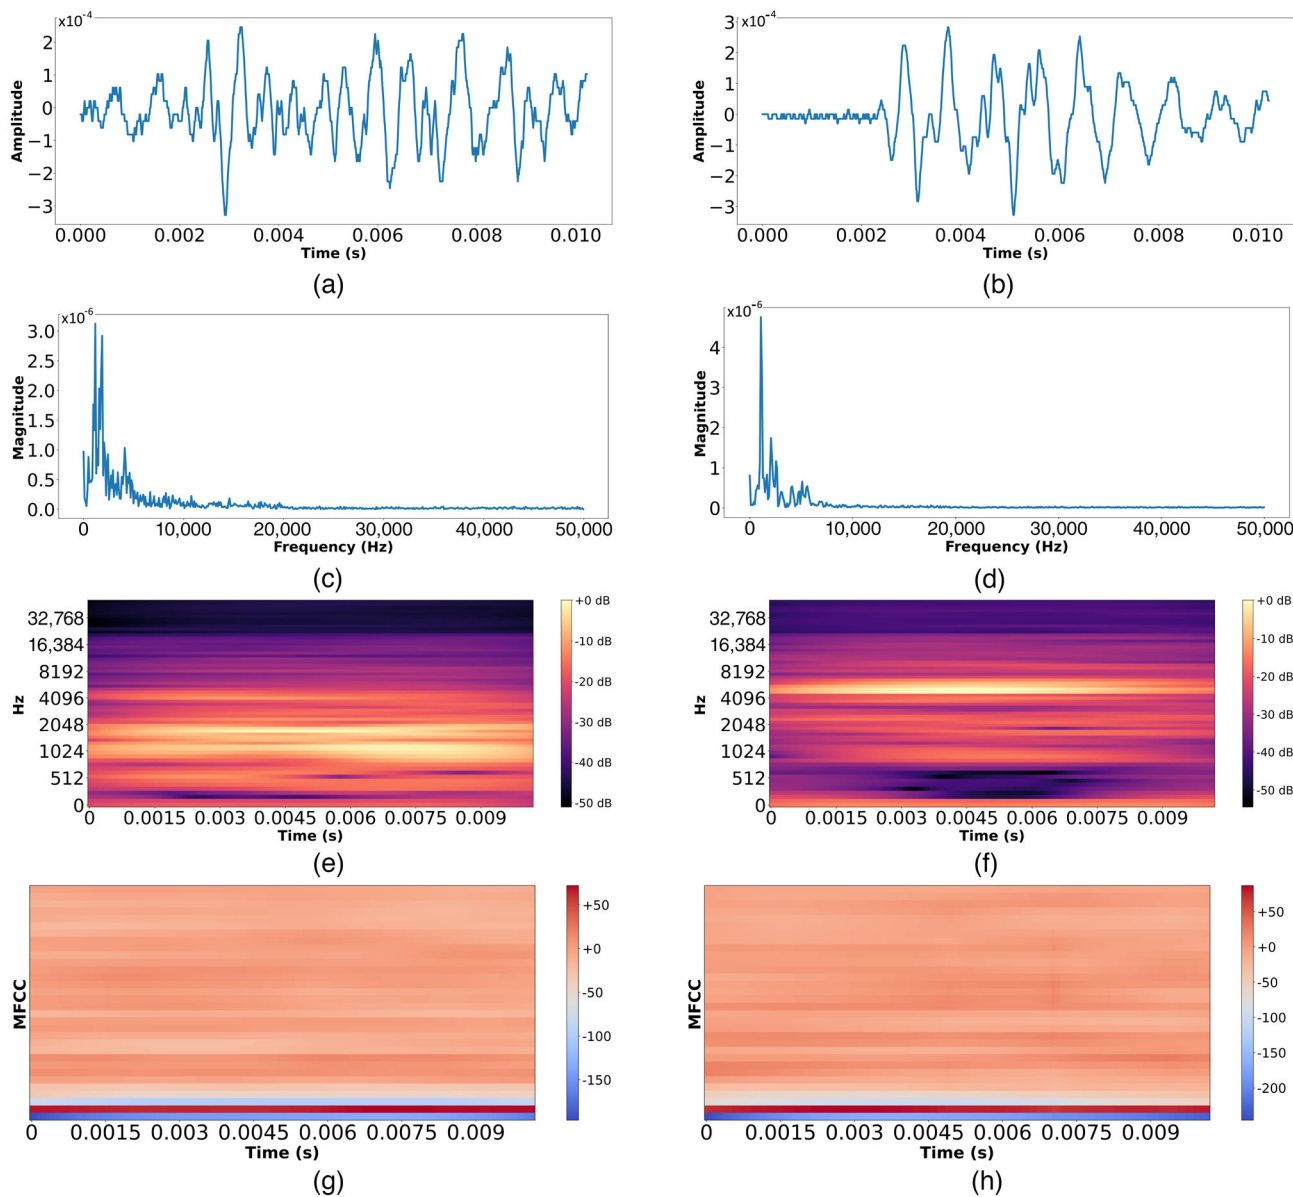 x10⁻⁴
2
1
0
−1
−2
−3
Amplitude
0.000 0.002 0.004 0.006 0.008 0.010
Time (s)
(a)
x10⁻⁴
3
2
1
0
−1
−2
−3
Amplitude
0.000 0.002 0.004 0.006 0.008 0.010
Time (s)
(b)
x10⁻⁶
3.0
2.5
2.0
1.5
1.0
0.5
0.0
Magnitude
0 10,000 20,000 30,000 40,000 50,000
Frequency (Hz)
(c)
x10⁻⁶
4
3
2
1
0
Magnitude
0 10,000 20,000 30,000 40,000 50,000
Frequency (Hz)
(d)
32,768
16,384
8192
4096
2048
1024
512
0
Hz
0 0.0015 0.003 0.0045 0.006 0.0075 0.009
Time (s)
+0 dB
-10 dB
-20 dB
-30 dB
-40 dB
-50 dB
(e)
32,768
16,384
8192
4096
2048
1024
512
0
Hz
0 0.0015 0.003 0.0045 0.006 0.0075 0.009
Time (s)
+0 dB
-10 dB
-20 dB
-30 dB
-40 dB
-50 dB
(f)
MFCC
0 0.0015 0.003 0.0045 0.006 0.0075 0.009
Time (s)
+50
+0
-50
-100
-150
(g)
MFCC
0 0.0015 0.003 0.0045 0.006 0.0075 0.009
Time (s)
+50
+0
-50
-100
-150
-200
(h)